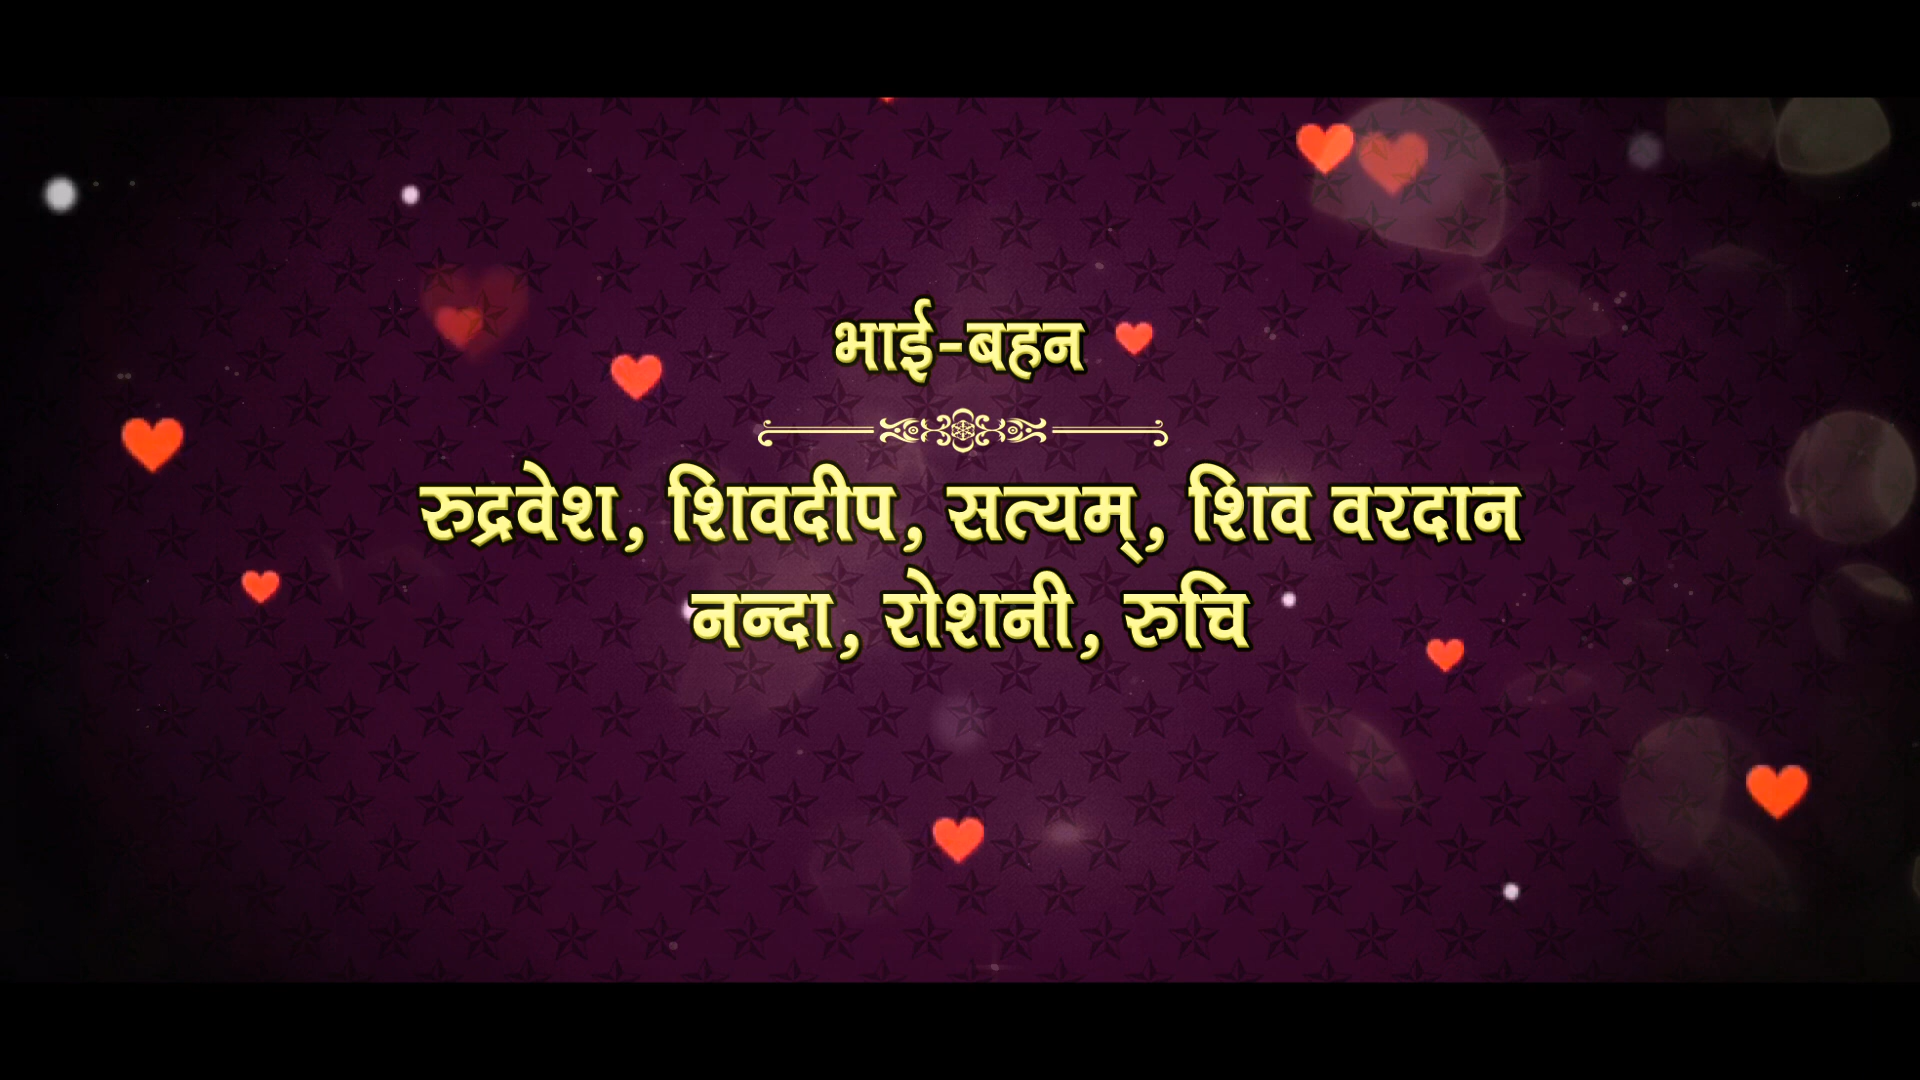 भाई-बहन
रुद्रवेश, शिवदीप, सत्यम्, शिव वरदान
नन्दा, रोशनी, रुचि